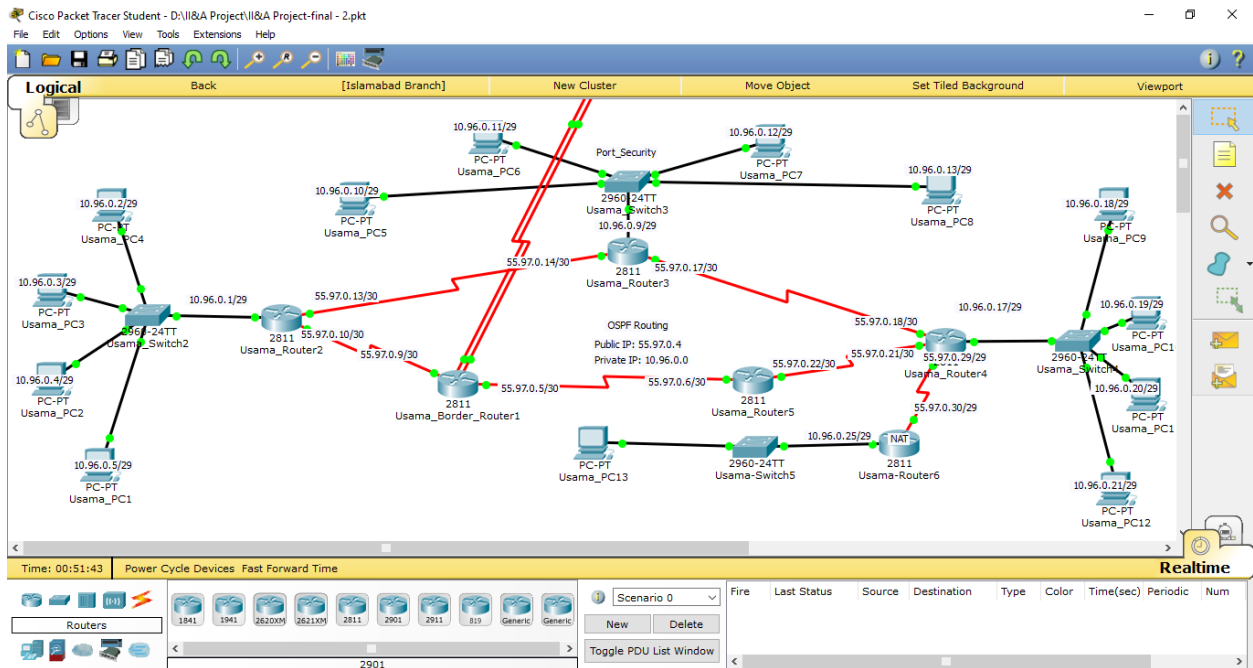 Cisco Packet Tracer Student - D:\II&A Project\II&A Project-final - 2.pkt
File Edit Options View Tools Extensions Help
Logical
Back
[Islamabad Branch]
New Cluster
Move Object
Set Tiled Background
Viewport
10.96.0.11/29
PC-PT
Usama_PC6
Port_Security
10.96.0.12/29
PC-PT
Usama_PC7
10.96.0.10/29
PC-PT
Usama_PC5
2960-24TT
Usama_Switch3
10.96.0.9/29
10.96.0.13/29
PC-PT
Usama_PC8
10.96.0.2/29
PC-PT
Usama_PC4
10.96.0.18/29
PC-PT
Usama_PC9
55.97.0.14/30
2811
Usama_Router3
55.97.0.17/30
10.96.0.3/29
PC-PT
Usama_PC3
10.96.0.1/29
55.97.0.13/30
2960-24TT
Usama_Switch2
2811
Usama_Router2
55.97.0.10/30
55.97.0.9/30
OSPF Routing
Public IP: 55.97.0.4
Private IP: 10.96.0.0
55.97.0.18/30
10.96.0.17/29
10.96.0.19/29
PC-PT
Usama_PC1
55.97.0.21/30
55.97.0.22/30
55.97.0.29/29
2811
Usama_Router4
2960-24TT
Usama_Switch4
10.96.0.4/29
PC-PT
Usama_PC2
55.97.0.5/30
55.97.0.6/30
2811
Usama_Border_Router1
2811
Usama_Router5
10.96.0.20/29
PC-PT
Usama_PC1
55.97.0.30/29
10.96.0.25/29
NAT
2811
Usama-Router6
PC-PT
Usama_PC13
2960-24TT
Usama-Switch5
10.96.0.5/29
PC-PT
Usama_PC1
10.96.0.21/29
PC-PT
Usama_PC12
Time: 00:51:43
Power Cycle Devices Fast Forward Time
Realtime
Routers
1841 1941 2620XM 2621XM 2811 2901 2911 819 Generic Generic
2901
Scenario 0
New Delete
Toggle PDU List Window
Fire Last Status Source Destination Type Color Time(sec) Periodic Num